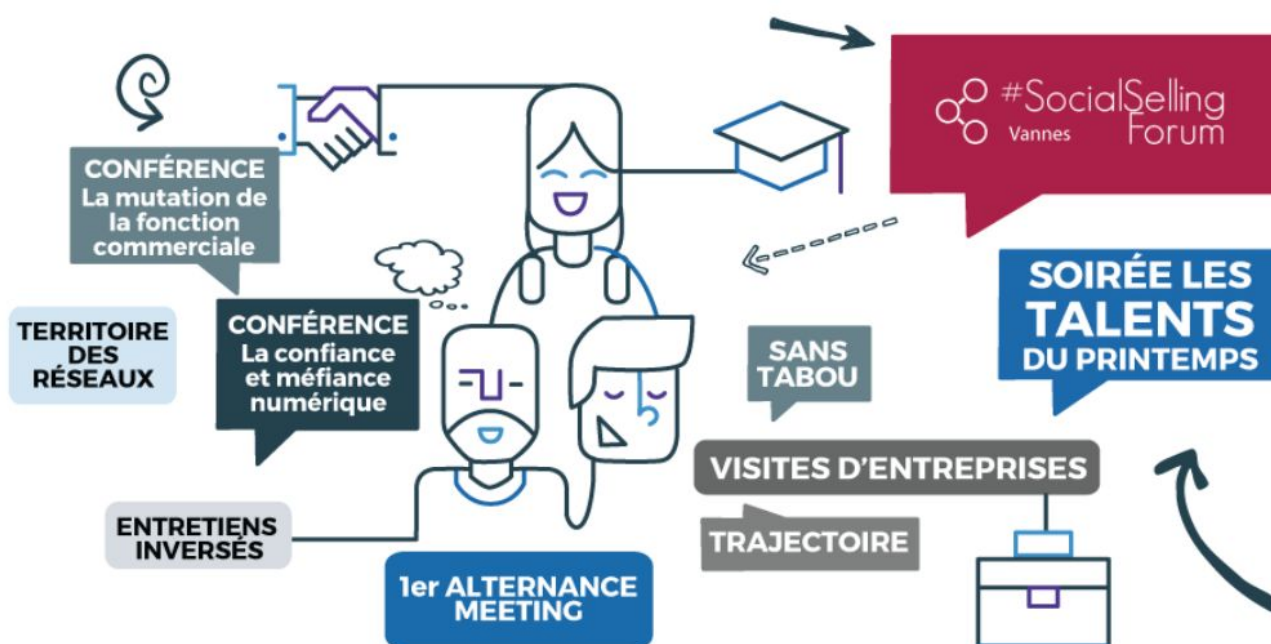 #SocialSelling
Forum
Vannes
CONFÉRENCE
La mutation de
la fonction
commerciale
SOIRÉE LES
TALENTS
DU PRINTEMPS
TERRITOIRE
DES
RÉSEAUX
CONFÉRENCE
La confiance
et méfiance
numérique
SANS
TABOU
VISITES D'ENTREPRISES
ENTRETIENS
INVERSÉS
TRAJECTOIRE
1er ALTERNANCE
MEETING